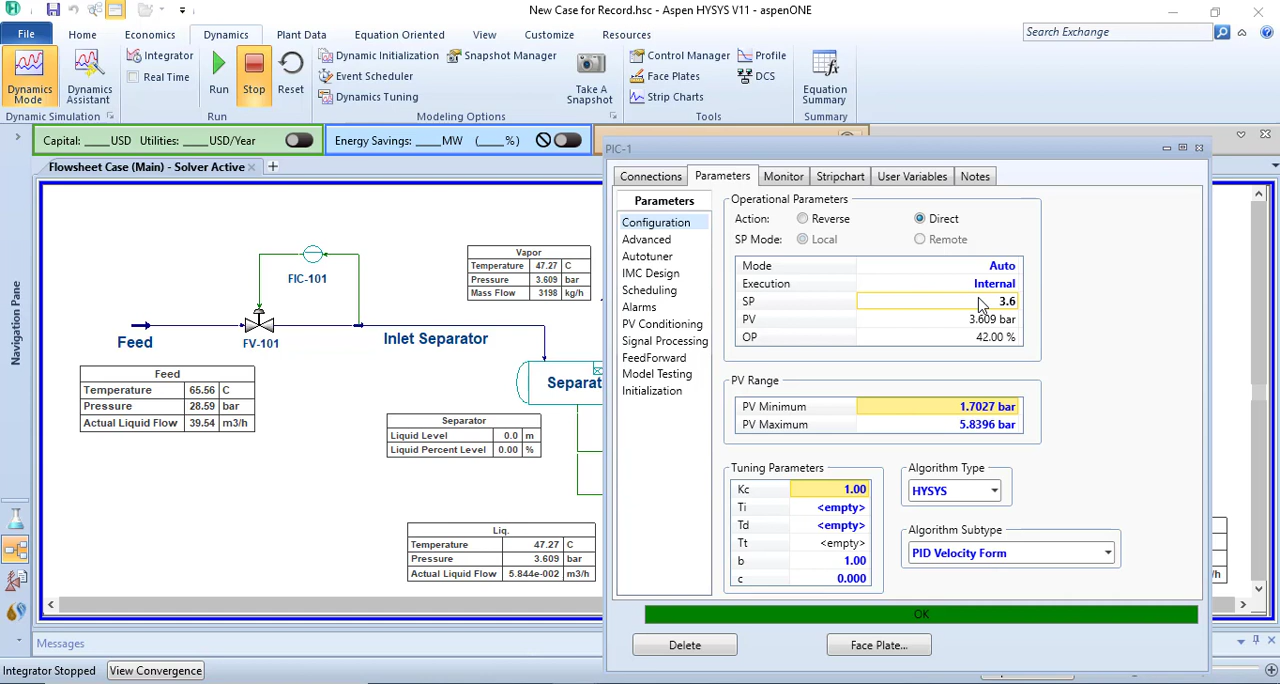 New Case for Record.hsc - Aspen HYSYS V11 - aspenONE
File Home Economics Dynamics Plant Data Equation Oriented View Customize Resources
Search Exchange
Dynamics Mode
Dynamics Assistant
Dynamic Simulation
Integrator
Real Time
Run
Stop
Reset
Run
Dynamic Initialization
Event Scheduler
Dynamics Tuning
Snapshot Manager
Take A Snapshot
Modeling Options
Control Manager
Face Plates
Strip Charts
Profile
DCS
Tools
Equation Summary
Summary
Capital: ____ USD Utilities: ____ USD/Year
Energy Savings: ____ MW (____ %)
Flowsheet Case (Main) - Solver Active
Navigation Pane
FIC-101
FV-101
Feed
Inlet Separator
Feed
Temperature 65.56 C
Pressure 28.59 bar
Actual Liquid Flow 39.54 m3/h
Vapor
Temperature 47.27 C
Pressure 3.609 bar
Mass Flow 3198 kg/h
Separat
Separator
Liquid Level 0.0 m
Liquid Percent Level 0.00 %
Liq.
Temperature 47.27 C
Pressure 3.609 bar
Actual Liquid Flow 5.844e-002 m3/h
/h
Messages
Integrator Stopped
View Convergence
PIC-1
Connections Parameters Monitor Stripchart User Variables Notes
Parameters
Configuration
Advanced
Autotuner
IMC Design
Scheduling
Alarms
PV Conditioning
Signal Processing
FeedForward
Model Testing
Initialization
Operational Parameters
Action: Reverse Direct
SP Mode: Local Remote
Mode Auto
Execution Internal
SP 3.6
PV 3.609 bar
OP 42.00 %
PV Range
PV Minimum 1.7027 bar
PV Maximum 5.8396 bar
Tuning Parameters
Kc 1.00
Ti <empty>
Td <empty>
Tt <empty>
b 1.00
c 0.000
Algorithm Type
HYSYS
Algorithm Subtype
PID Velocity Form
OK
Delete
Face Plate...